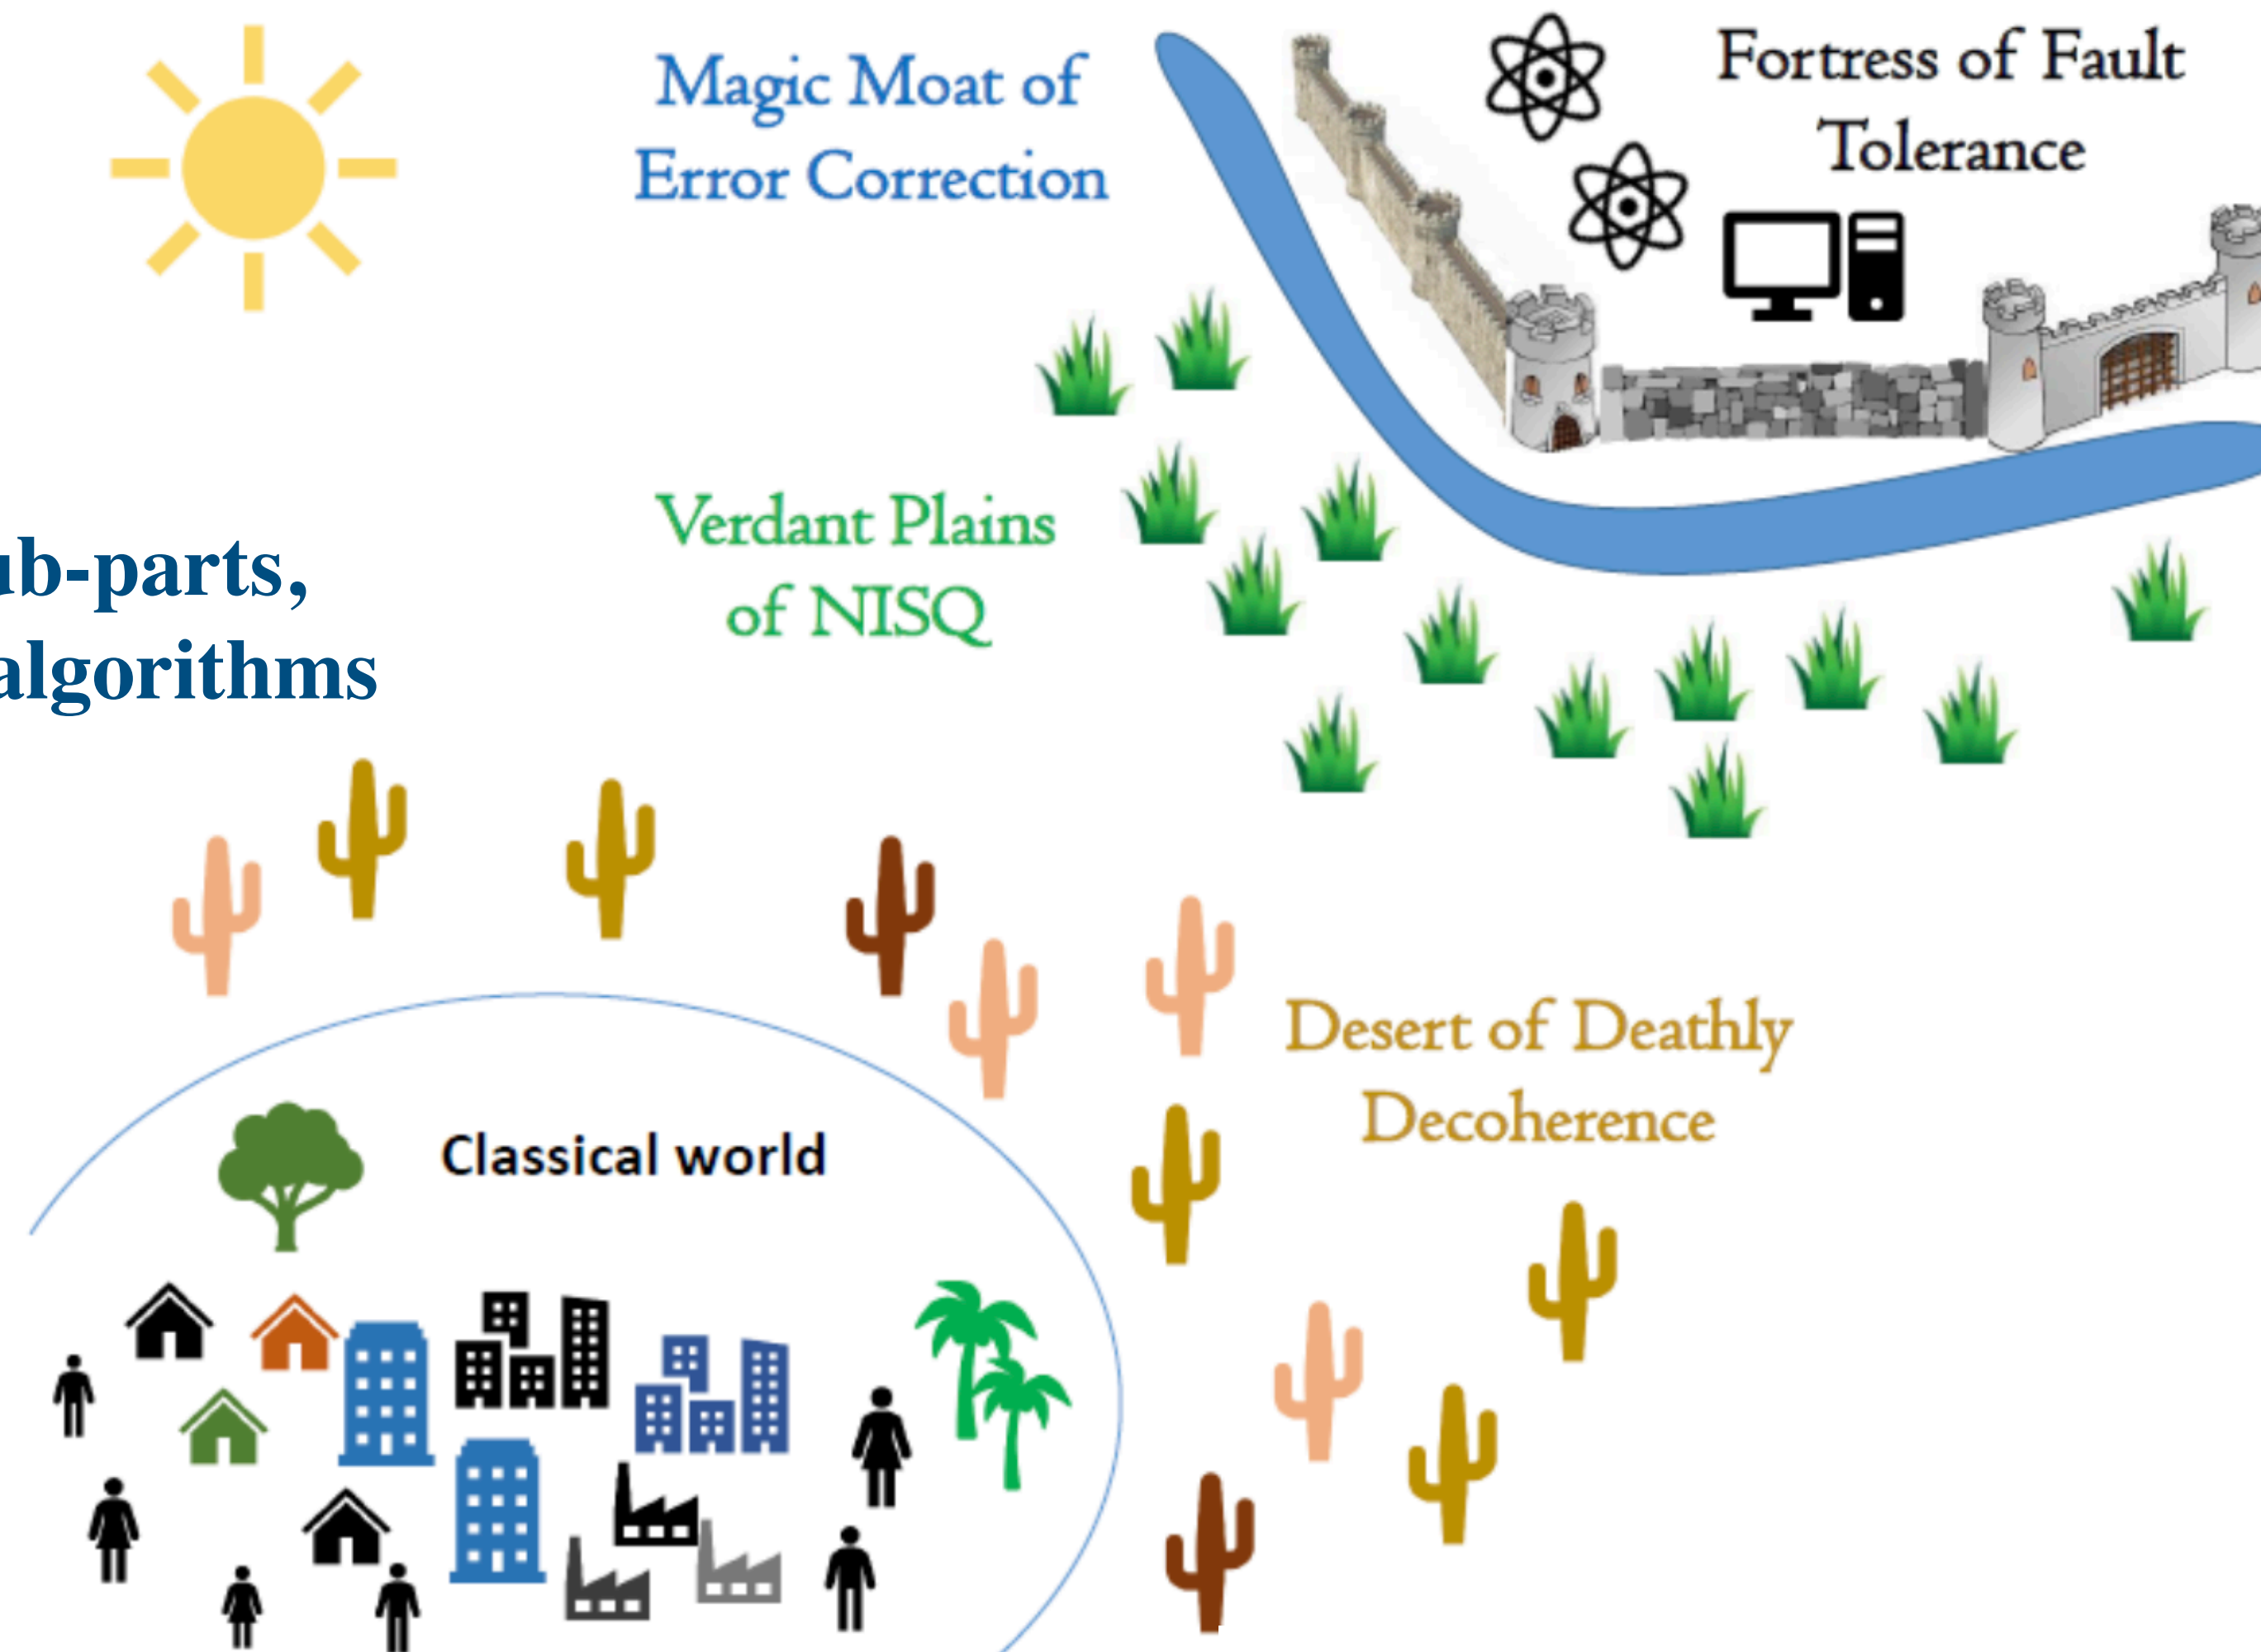 Magic Moat of
Error Correction
Fortress of Fault
Tolerance
Verdant Plains
of NISQ
ub-parts,
algorithms
Desert of Deathly
Decoherence
Classical world